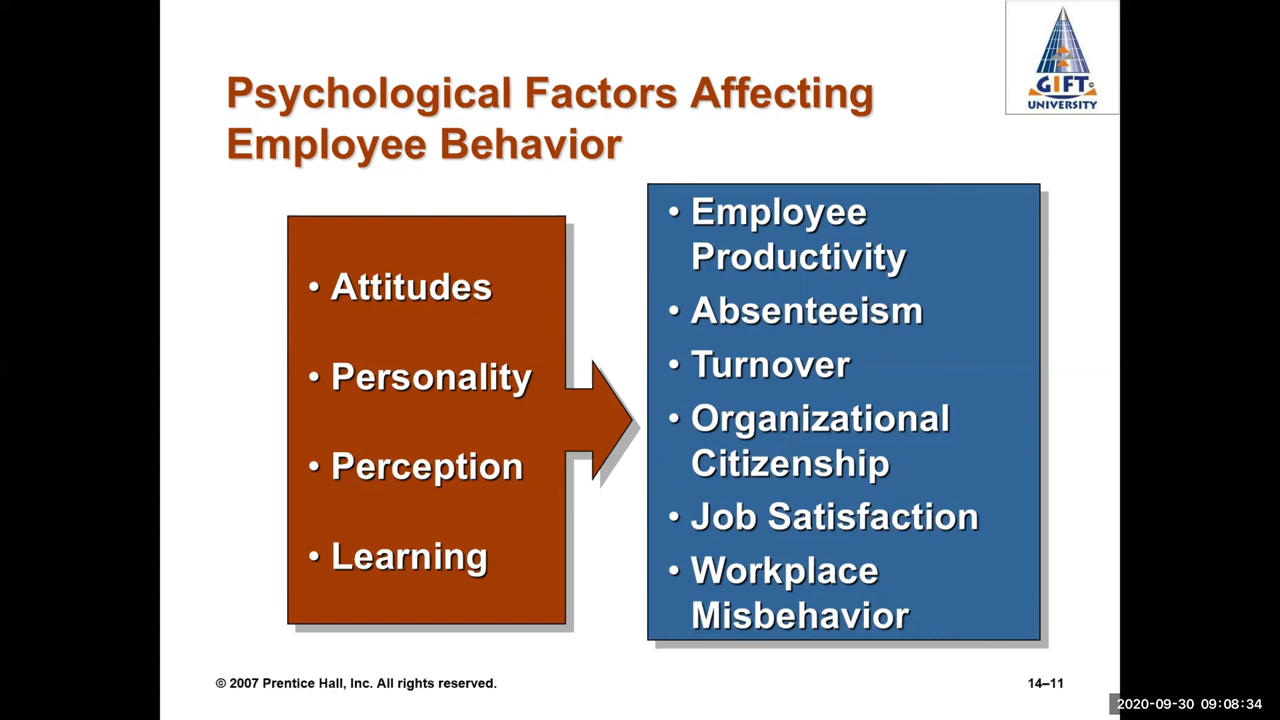 GIFT
UNIVERSITY
Psychological Factors Affecting
Employee Behavior
• Attitudes
• Personality
• Perception
• Learning
• Employee
Productivity
• Absenteeism
• Turnover
• Organizational
Citizenship
• Job Satisfaction
• Workplace
Misbehavior
© 2007 Prentice Hall, Inc. All rights reserved.
14–11
2020-09-30 09:08:34